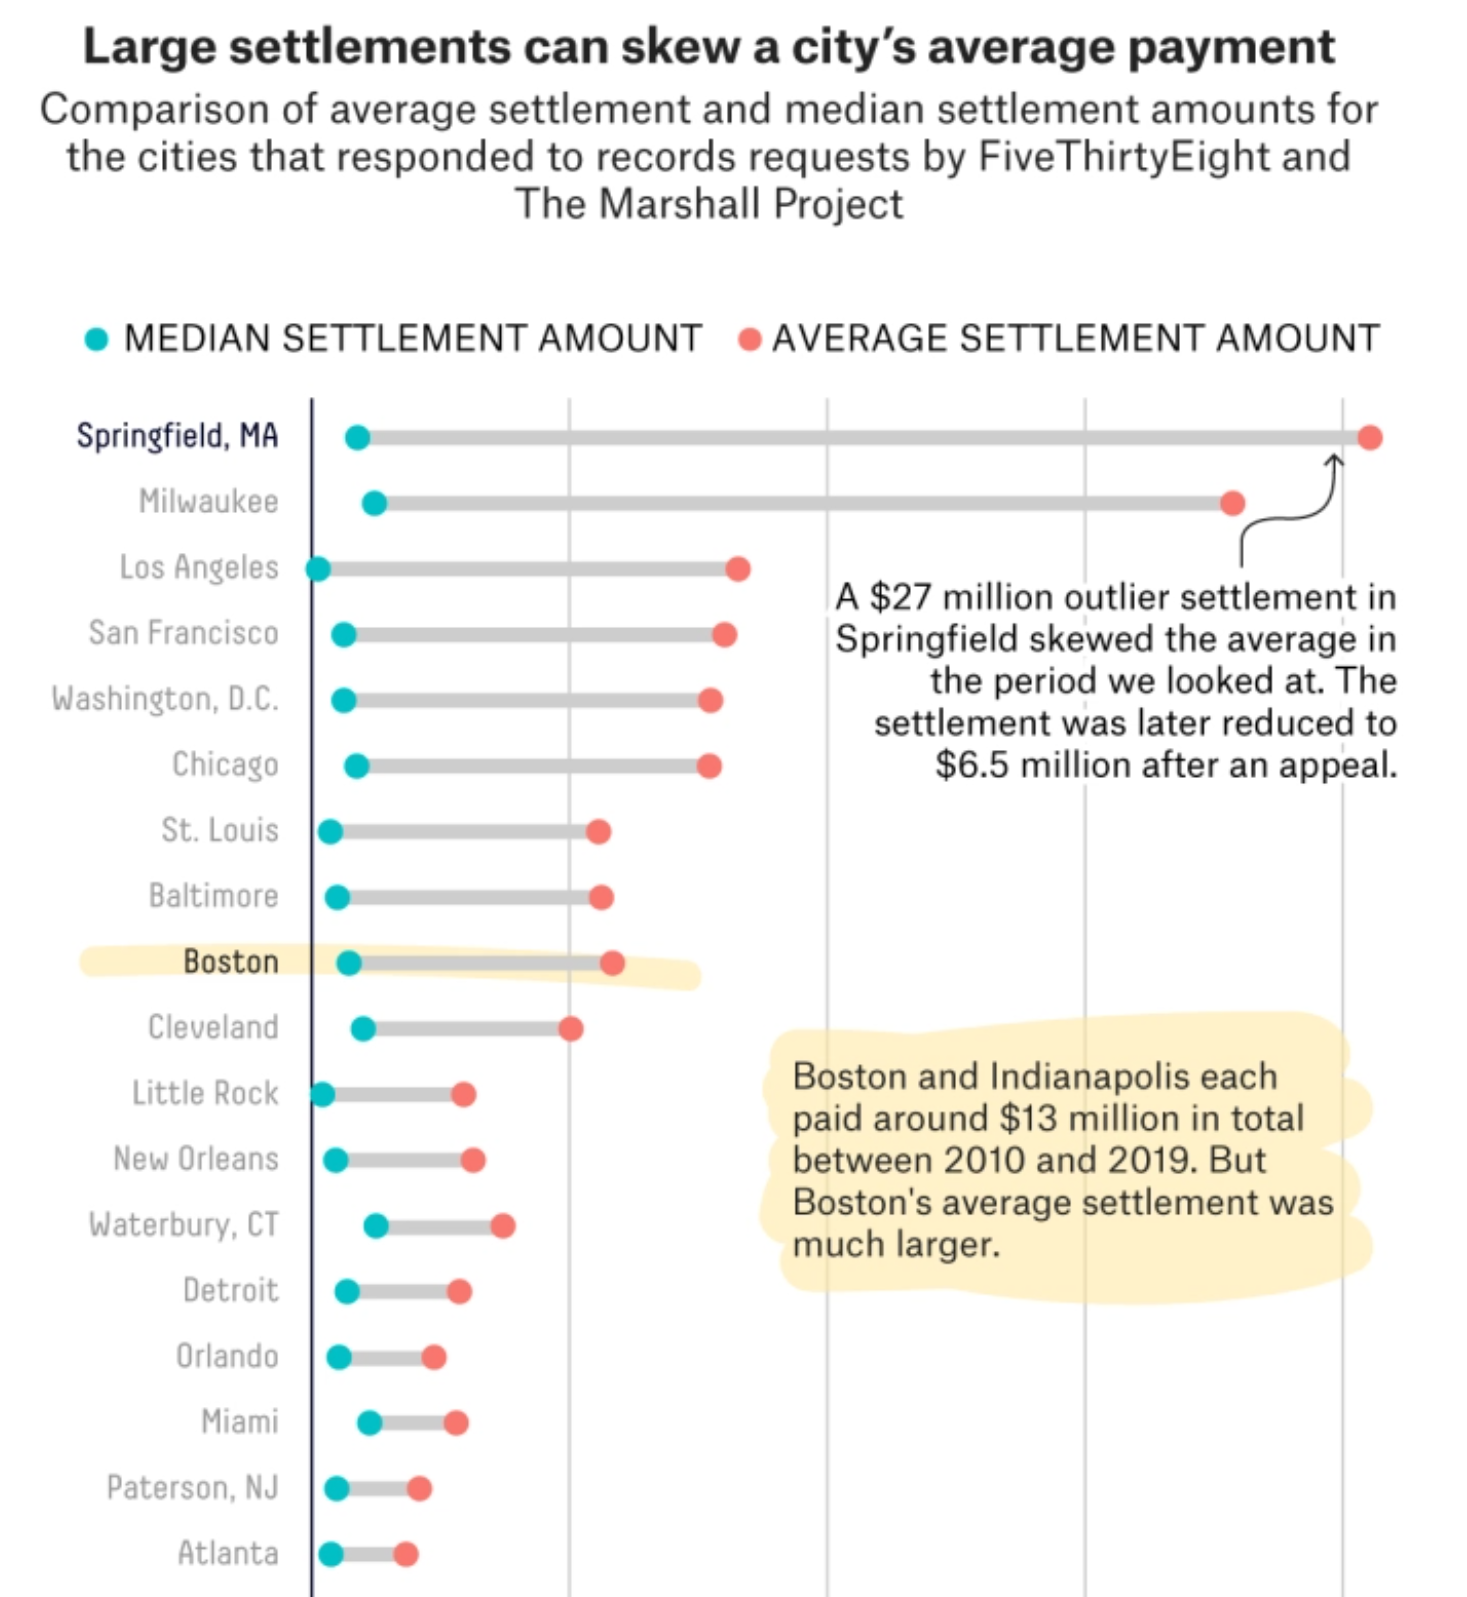 Large settlements can skew a city’s average payment
Comparison of average settlement and median settlement amounts for
the cities that responded to records requests by FiveThirtyEight and
The Marshall Project
MEDIAN SETTLEMENT AMOUNT
AVERAGE SETTLEMENT AMOUNT
Springfield, MA
Milwaukee
Los Angeles
San Francisco
Washington, D.C.
Chicago
St. Louis
Baltimore
Boston
Cleveland
Little Rock
New Orleans
Waterbury, CT
Detroit
Orlando
Miami
Paterson, NJ
Atlanta
A $27 million outlier settlement in
Springfield skewed the average in
the period we looked at. The
settlement was later reduced to
$6.5 million after an appeal.
Boston and Indianapolis each
paid around $13 million in total
between 2010 and 2019. But
Boston's average settlement was
much larger.